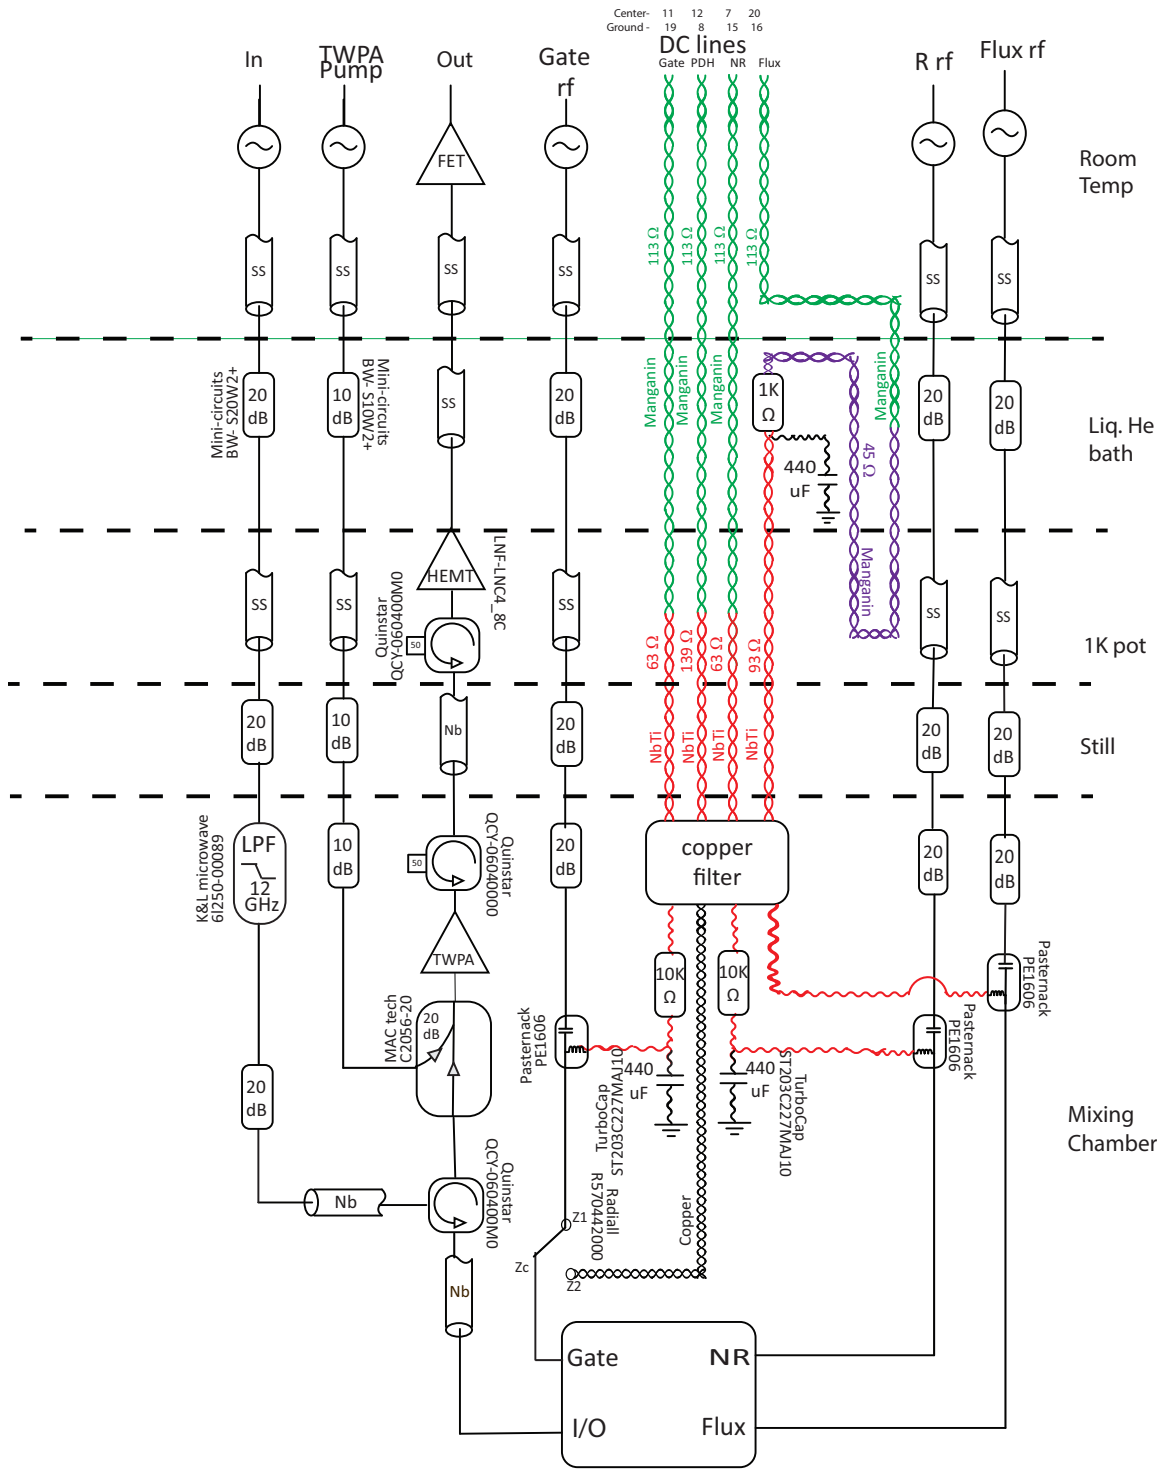 Center- 11 12 7 20
Ground - 19 8 15 16
DC lines
Gate PDH NR Flux
In
TWPA
Pump
Out
Gate
rf
R rf
Flux rf
FET
Room
Temp
113 Ω
113 Ω
113 Ω
113 Ω
SS
SS
SS
SS
SS
SS
Mini-circuits
BW- S20W2+
20
dB
10
dB
Mini-circuits
BW- S10W2+
SS
20
dB
Manganin
Manganin
Manganin
1K
Ω
Manganin
20
dB
20
dB
Liq. He
bath
440
uF
45 Ω
Manganin
SS
SS
HEMT
LNF-LNC4_8C
Quinstar
QCY-060400M0
50
SS
63 Ω
139 Ω
63 Ω
93 Ω
SS
SS
1K pot
20
dB
10
dB
Nb
20
dB
NbTi
NbTi
NbTi
NbTi
20
dB
20
dB
Still
K&L microwave
6I250-00089
LPF
12
GHz
10
dB
50
Quinstar
QCY-06040000
20
dB
copper
filter
20
dB
20
dB
TWPA
10K
Ω
10K
Ω
Pasternack
PE1606
MAC tech
C2056-20
20
dB
Pasternack
PE1606
Pasternack
PE1606
20
dB
440
uF
TurboCap
ST203C227MAJ10
440
uF
TurboCap
ST203C227MAJ10
Mixing
Chamber
Nb
Quinstar
QCY-060400M0
Radiall
R570442000
Z1
Zc
Z2
Copper
Nb
Gate
NR
I/O
Flux